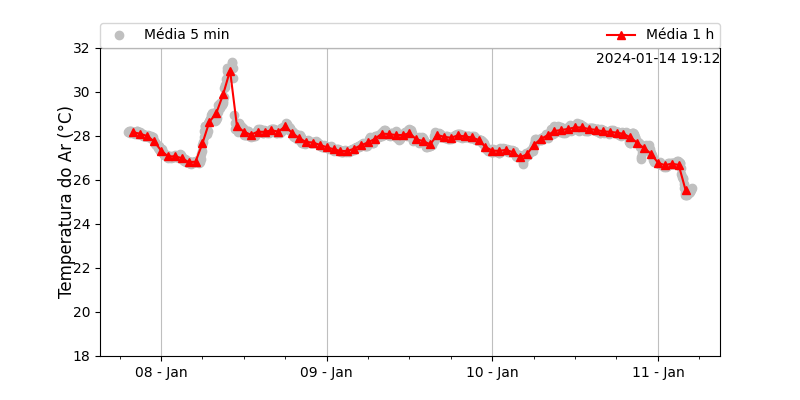 Média 5 min
Média 1 h
2024-01-14 19:12
Temperatura do Ar (°C)
32
30
28
26
24
22
20
18
08 - Jan
09 - Jan
10 - Jan
11 - Jan